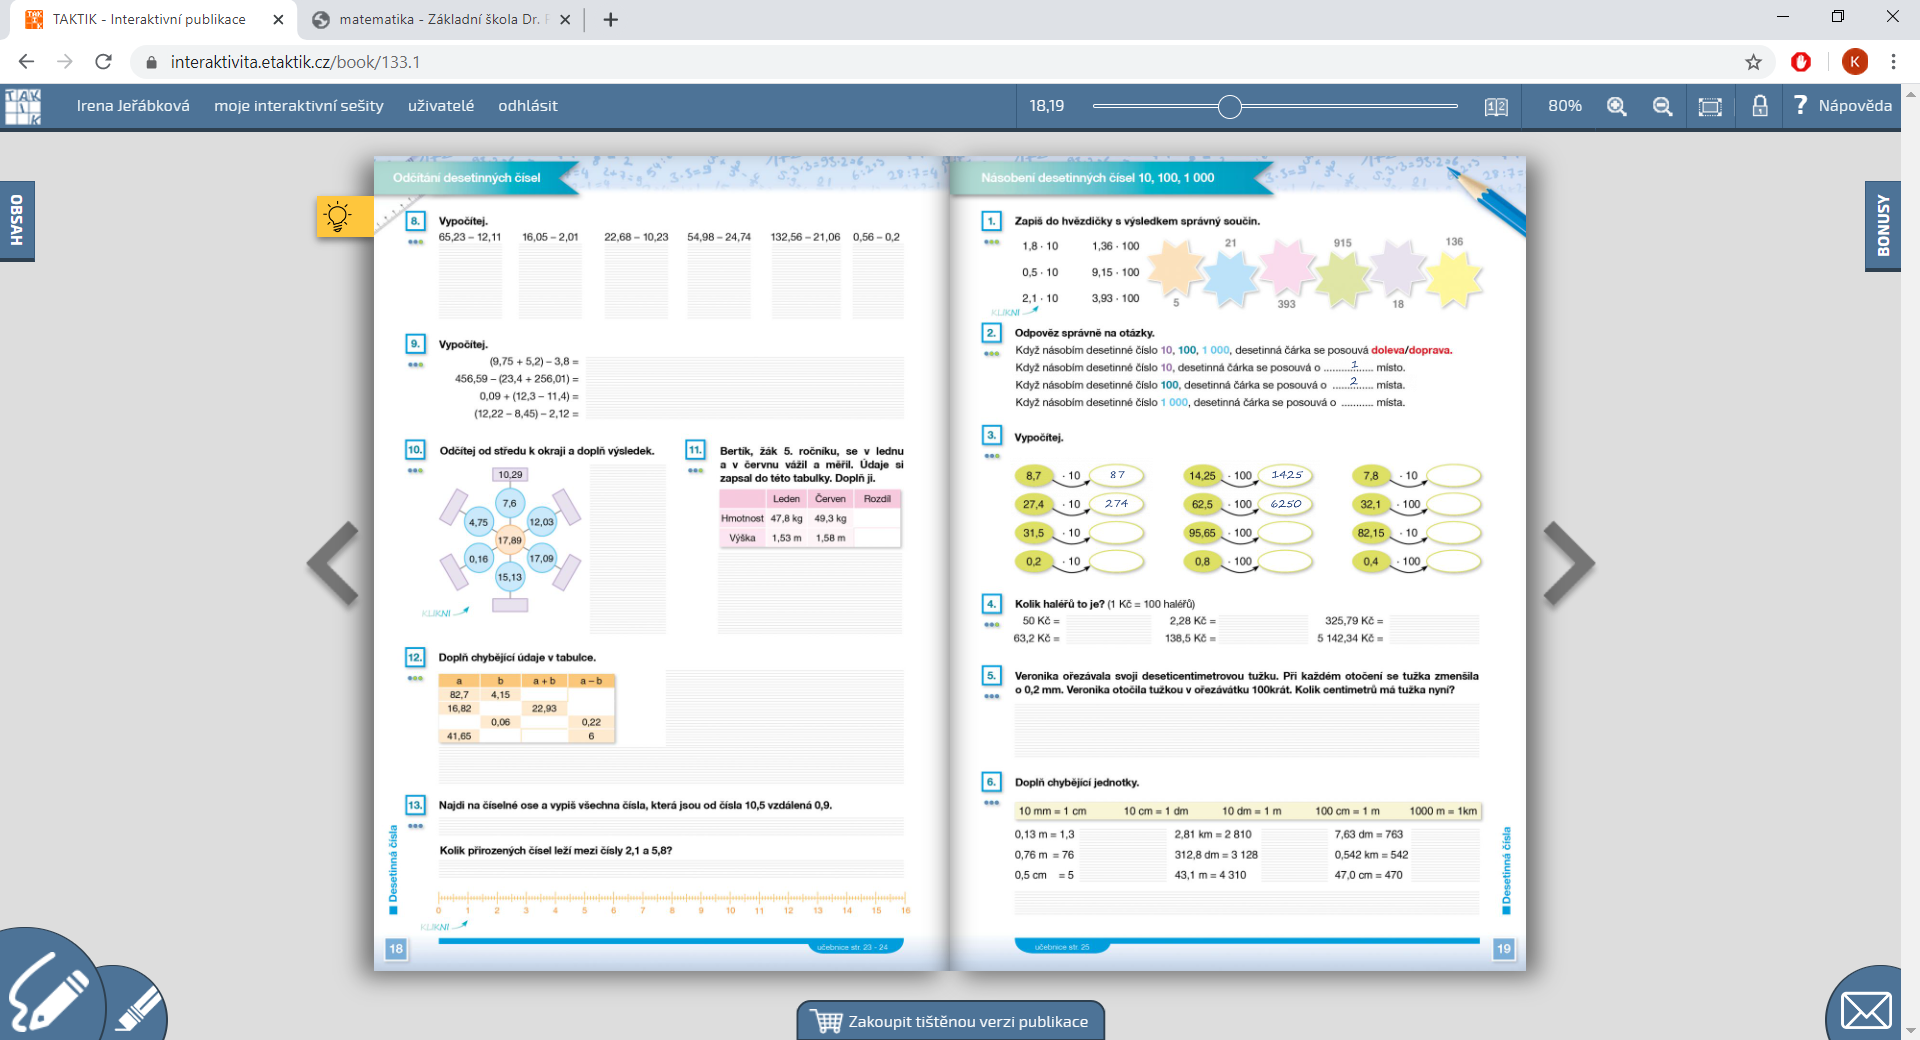 TAKTIK - Interaktivní publikace
matematika - Základní škola Dr.
interaktivita.etaktik.cz/book/133.1
K
TAKTIK
Irena Jeřábková moje interaktivní sešity uživatelé odhlásit
18,19
80%
? Nápověda
OBSAH
BONUSY
Odčítání desetinných čísel
8. Vypočítej.
65,23 – 12,11 16,05 – 2,01 22,68 – 10,23 54,98 – 24,74 132,56 – 21,06 0,56 – 0,2
9. Vypočítej.
(9,75 + 5,2) – 3,8 =
456,59 – (23,4 + 256,01) =
0,09 + (12,3 – 11,4) =
(12,22 – 8,45) – 2,12 =
10. Odčítej od středu k okraji a doplň výsledek.
10,29
7,6
4,75 12,03
17,89
0,16 17,09
15,13
KLIKNI
11. Bertík, žák 5. ročníku, se v lednu
a v červnu vážil a měřil. Údaje si
zapsal do této tabulky. Doplň ji.
Leden Červen Rozdíl
Hmotnost 47,8 kg 49,3 kg
Výška 1,53 m 1,58 m
12. Doplň chybějící údaje v tabulce.
a b a + b a – b
82,7 4,15
16,82 22,93
0,06 0,22
41,65 6
13. Najdi na číselné ose a vypiš všechna čísla, která jsou od čísla 10,5 vzdálená 0,9.
Kolik přirozených čísel leží mezi čísly 2,1 a 5,8?
0 1 2 3 4 5 6 7 8 9 10 11 12 13 14 15 16
KLIKNI
Desetinná čísla
18
učebnice str. 23 - 24
Násobení desetinných čísel 10, 100, 1 000
1. Zapiš do hvězdičky s výsledkem správný součin.
1,8 · 10 1,36 · 100
0,5 · 10 9,15 · 100
2,1 · 10 3,93 · 100
21 915 136
5 393 18
KLIKNI
2. Odpověz správně na otázky.
Když násobím desetinné číslo 10, 100, 1 000, desetinná čárka se posouvá doleva/doprava.
Když násobím desetinné číslo 10, desetinná čárka se posouvá o 1 místo.
Když násobím desetinné číslo 100, desetinná čárka se posouvá o 2 místa.
Když násobím desetinné číslo 1 000, desetinná čárka se posouvá o ........... místa.
3. Vypočítej.
8,7 · 10 87 14,25 · 100 1425 7,8 · 10
27,4 · 10 274 62,5 · 100 6250 32,1 · 100
31,5 · 10 95,65 · 100 82,15 · 10
0,2 · 10 0,8 · 100 0,4 · 100
4. Kolik haléřů to je? (1 Kč = 100 haléřů)
50 Kč = 2,28 Kč = 325,79 Kč =
63,2 Kč = 138,5 Kč = 5 142,34 Kč =
5. Veronika ořezávala svoji deseticentimetrovou tužku. Při každém otočení se tužka zmenšila
o 0,2 mm. Veronika otočila tužkou v ořezávátku 100krát. Kolik centimetrů má tužka nyní?
6. Doplň chybějící jednotky.
10 mm = 1 cm 10 cm = 1 dm 10 dm = 1 m 100 cm = 1 m 1000 m = 1km
0,13 m = 1,3 2,81 km = 2 810 7,63 dm = 763
0,76 m = 76 312,8 dm = 3 128 0,542 km = 542
0,5 cm = 5 43,1 m = 4 310 47,0 cm = 470
Desetinná čísla
učebnice str. 25
19
Zakoupit tištěnou verzi publikace